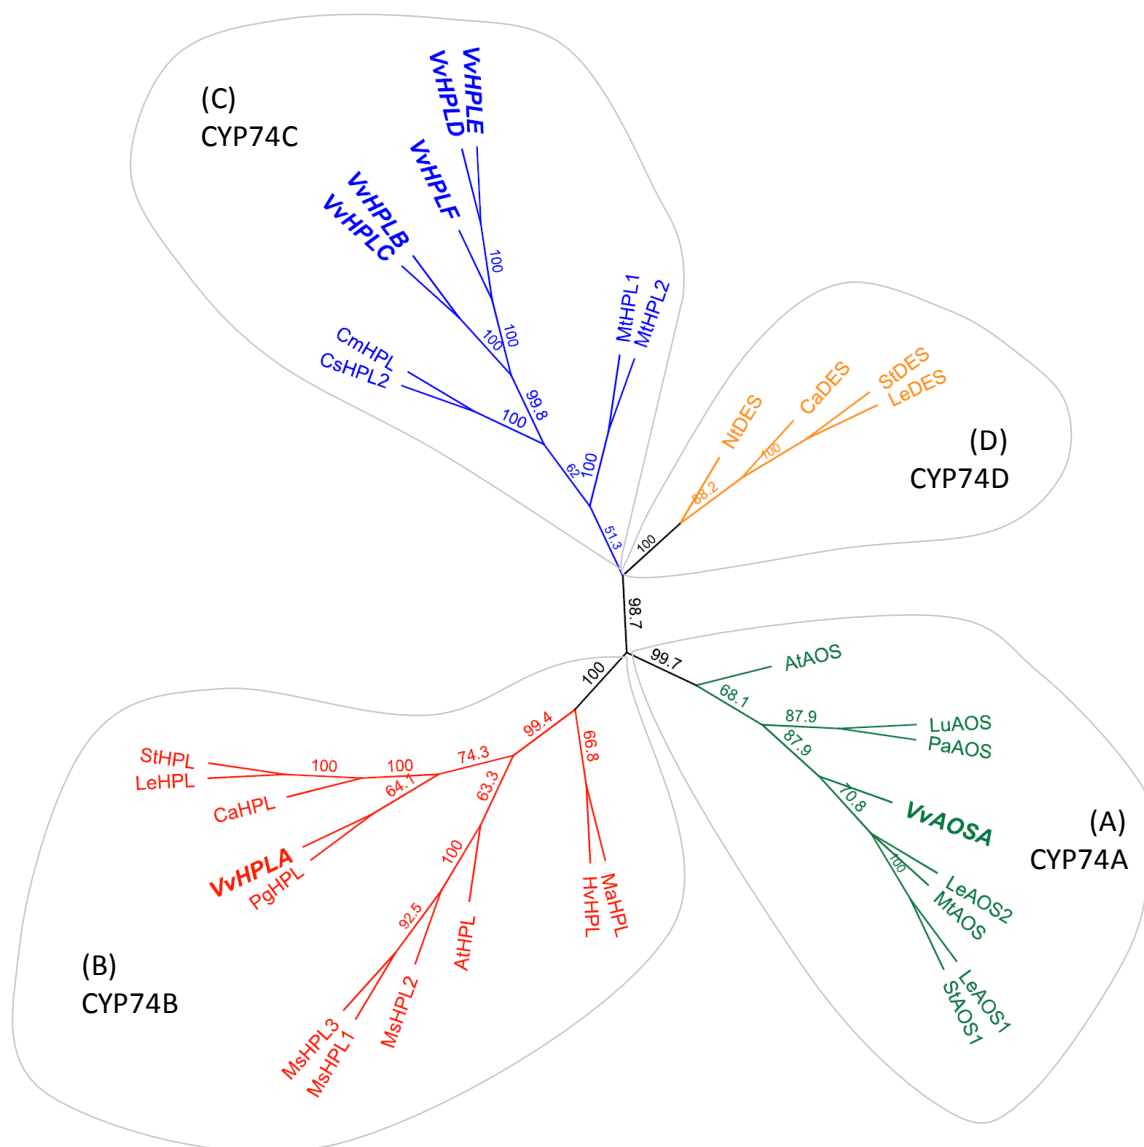 (C)
CYP74C
VvHPLE
VvHPLD
VvHPLF
VvHPLB
VvHPLC
CmHPL
CsHPL2
MtHPL1
MtHPL2
100
100
100
99.8
100
62
100
51.3
(D)
CYP74D
NtDES
CaDES
StDES
LeDES
100
68.2
100
98.7
(A)
CYP74A
AtAOS
LuAOS
PaAOS
VvAOSA
LeAOS2
MtAOS
LeAOS1
StAOS1
99.7
68.1
87.9
87.9
70.8
100
(B)
CYP74B
StHPL
LeHPL
CaHPL
VvHPLA
PgHPL
MsHPL3
MsHPL1
MsHPL2
AtHPL
HvHPL
MaHPL
100
99.4
66.8
74.3
63.3
100
100
64.1
100
92.5